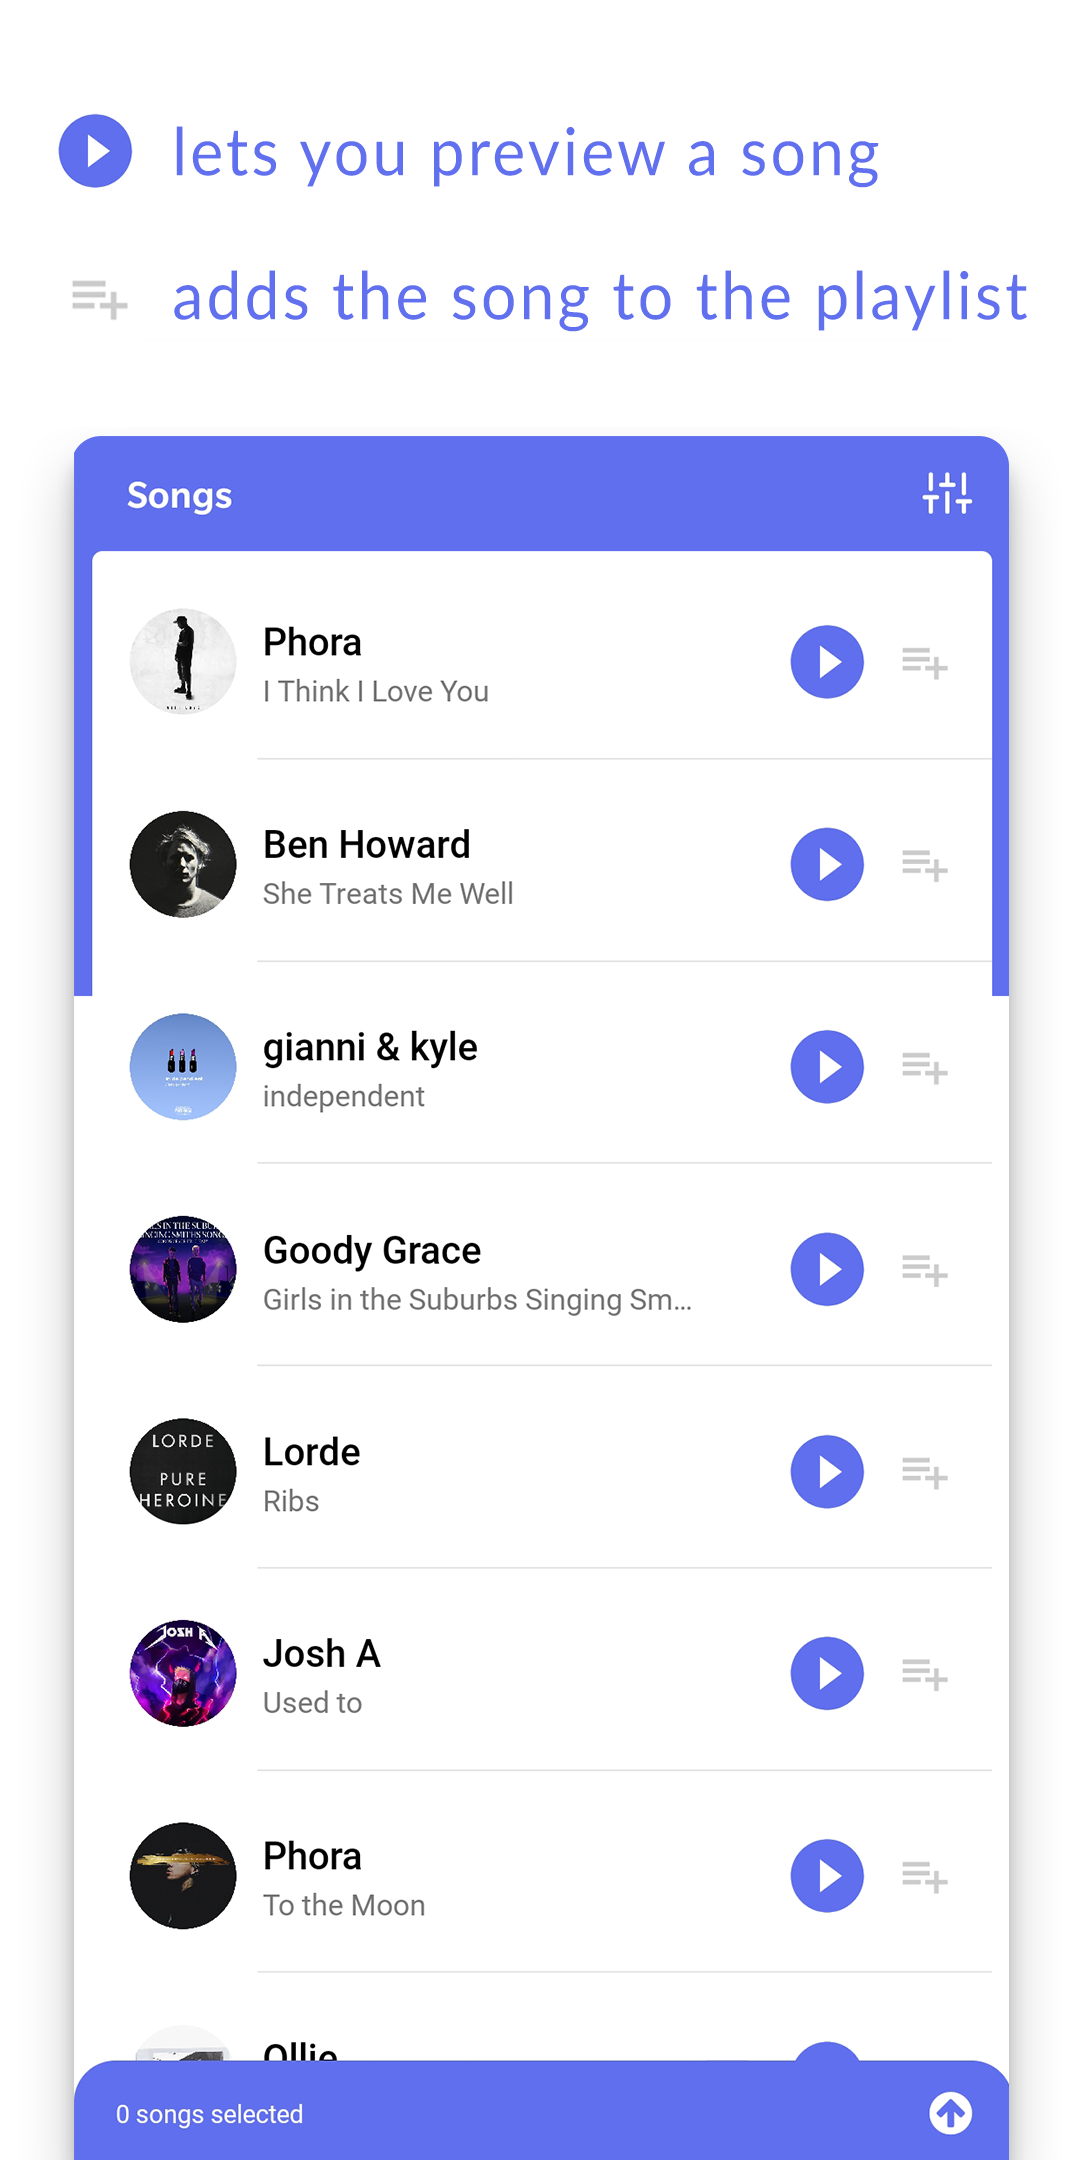 lets you preview a song
adds the song to the playlist
Songs
Phora
I Think I Love You
Ben Howard
She Treats Me Well
gianni & kyle
independent
Goody Grace
Girls in the Suburbs Singing Sm...
LORDE
PURE
HEROINE
Lorde
Ribs
JOSH A
Josh A
Used to
Phora
To the Moon
Ollie
0 songs selected